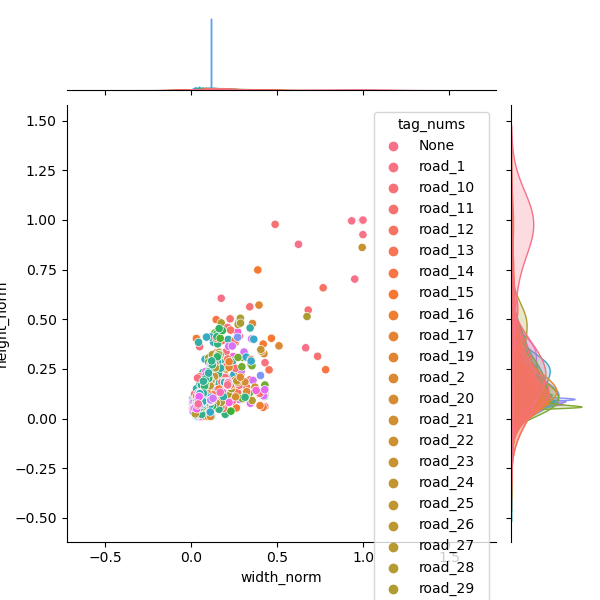 1.50
1.25
1.00
0.75
0.50
0.25
0.00
−0.25
−0.50
height_norm
−0.5
0.0
0.5
1.0
1.5
width_norm
tag_nums
None
road_1
road_10
road_11
road_12
road_13
road_14
road_15
road_16
road_17
road_19
road_2
road_20
road_21
road_22
road_23
road_24
road_25
road_26
road_27
road_28
road_29